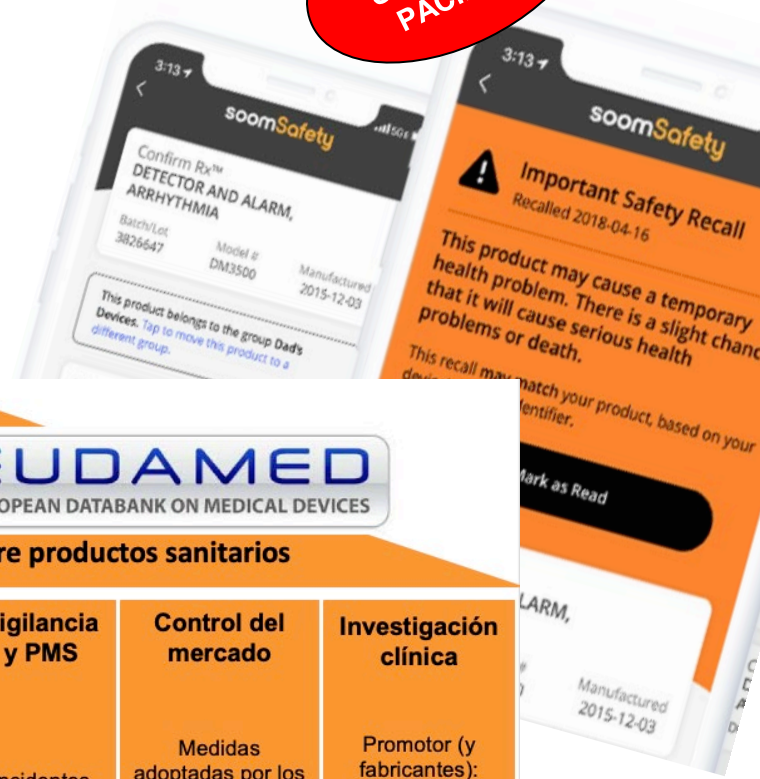 3:13
soomSafety
Confirm Rx™
DETECTOR AND ALARM,
ARRHYTHMIA
Batch/Lot
3826647
Model #
DM3500
Manufactured
2015-12-03
This product belongs to the group Dad's
Devices. Tap to move this product to a
different group.
3:13
soomSafety
Important Safety Recall
Recalled 2018-04-16
This product may cause a temporary
health problem. There is a slight chanc
that it will cause serious health
problems or death.
This recall may match your product, based on your
entifier.
Mark as Read
LARM,
Manufactured
2015-12-03
EUDAMED
OPEAN DATABANK ON MEDICAL DEVICES
re productos sanitarios
igilancia
y PMS
Control del
mercado
Medidas
adoptadas por los
Investigación
clínica
Promotor (y
fabricantes):